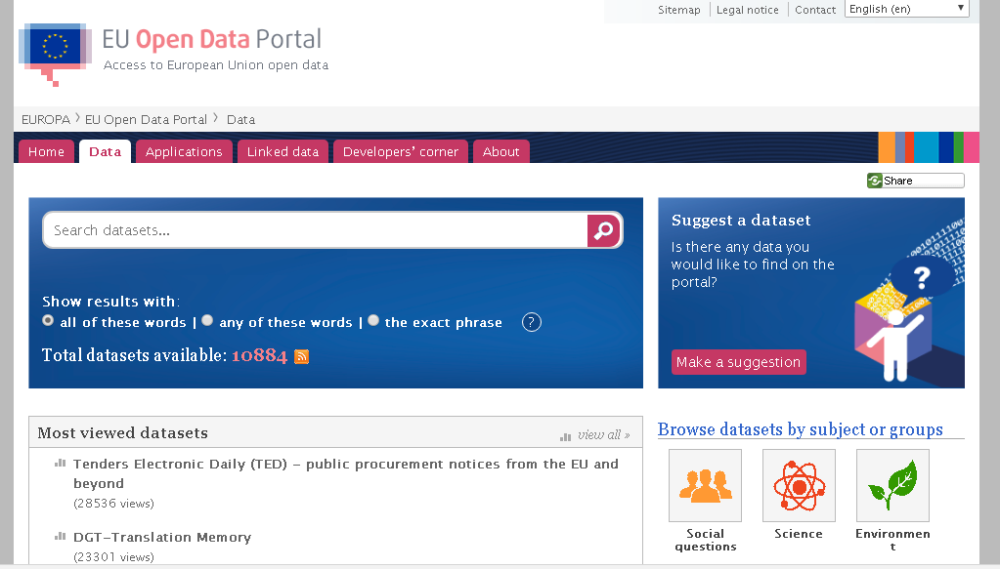 Sitemap Legal notice Contact English (en)
EU Open Data Portal
Access to European Union open data
EUROPA EU Open Data Portal Data
Home Data Applications Linked data Developers' corner About
Share
Search datasets...
Show results with:
all of these words | any of these words | the exact phrase ?
Total datasets available: 10884
Suggest a dataset
Is there any data you
would like to find on the
portal?
?
Make a suggestion
Most viewed datasets view all »
Tenders Electronic Daily (TED) – public procurement notices from the EU and
beyond
(28536 views)
DGT-Translation Memory
(23301 views)
Browse datasets by subject or groups
Social
questions
Science
Environmen
t